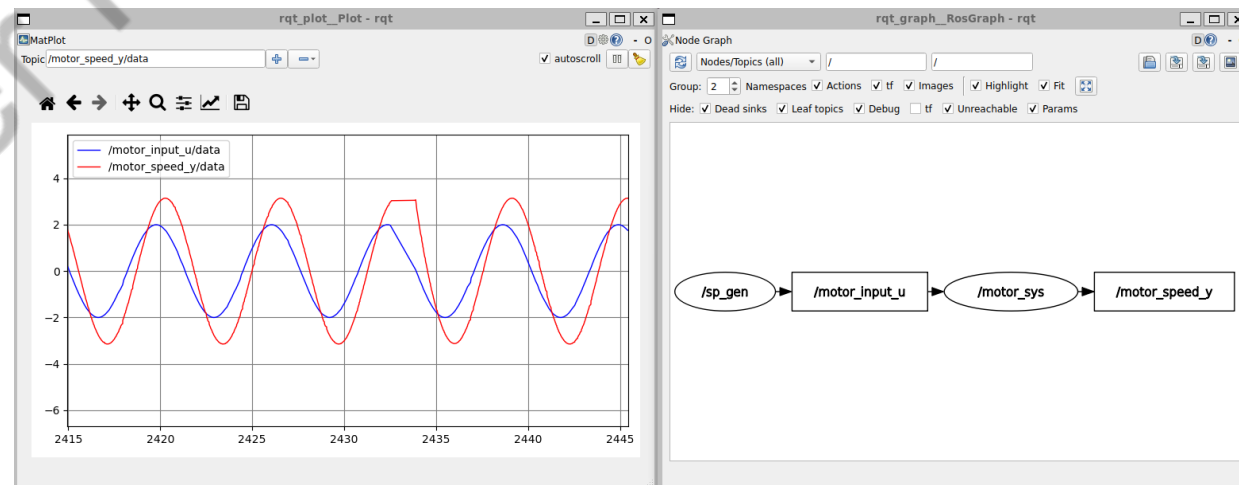 rqt_plot__Plot - rqt
MatPlot
D
- O
Topic /motor_speed_y/data
autoscroll
/motor_input_u/data
/motor_speed_y/data
4
2
0
−2
−4
−6
2415 2420 2425 2430 2435 2440 2445
rqt_graph__RosGraph - rqt
Node Graph
D
-
Nodes/Topics (all) / /
Group: 2 Namespaces Actions tf Images Highlight Fit
Hide: Dead sinks Leaf topics Debug tf Unreachable Params
/sp_gen /motor_input_u /motor_sys /motor_speed_y